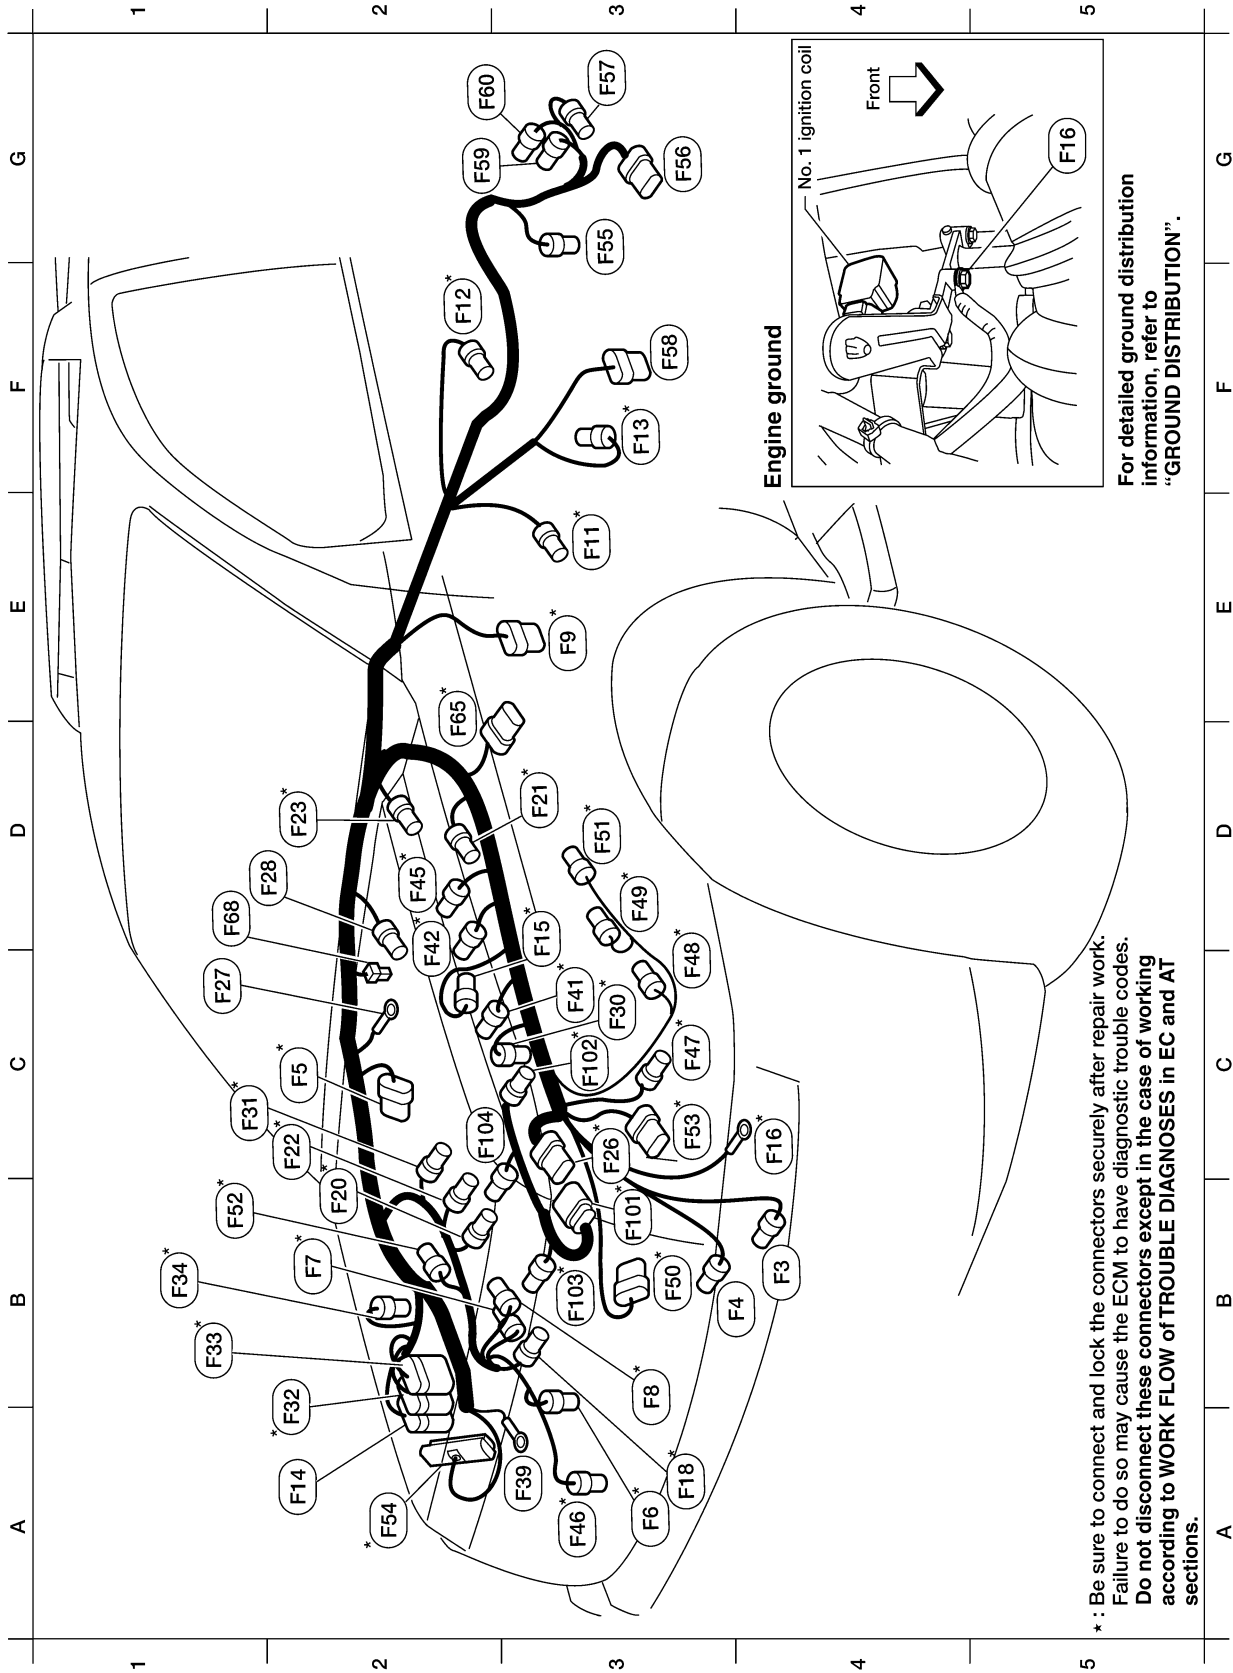 1
2
3
4
5
A
B
C
D
E
F
G
F34*
F33*
F32*
F14
F54*
F52*
F7*
F20*
F22*
F31*
F5*
F27
F68
F28
F23*
F45*
F42*
F15*
F21*
F65*
F41*
F30*
F102*
F104
F26*
F101*
F103*
F50*
F8*
F18*
F6*
F46*
F39
F4
F3
F16*
F53*
F47*
F48*
F49*
F51*
F9*
F11*
F12*
F13*
F58
F55
F56
F57
F59
F60
Engine ground
No. 1 ignition coil
Front
F16
For detailed ground distribution
information, refer to
“GROUND DISTRIBUTION”.
* : Be sure to connect and lock the connectors securely after repair work.
Failure to do so may cause the ECM to have diagnostic trouble codes.
Do not disconnect these connectors except in the case of working
according to WORK FLOW of TROUBLE DIAGNOSES in EC and AT
sections.
A
B
C
D
E
F
G
1
2
3
4
5